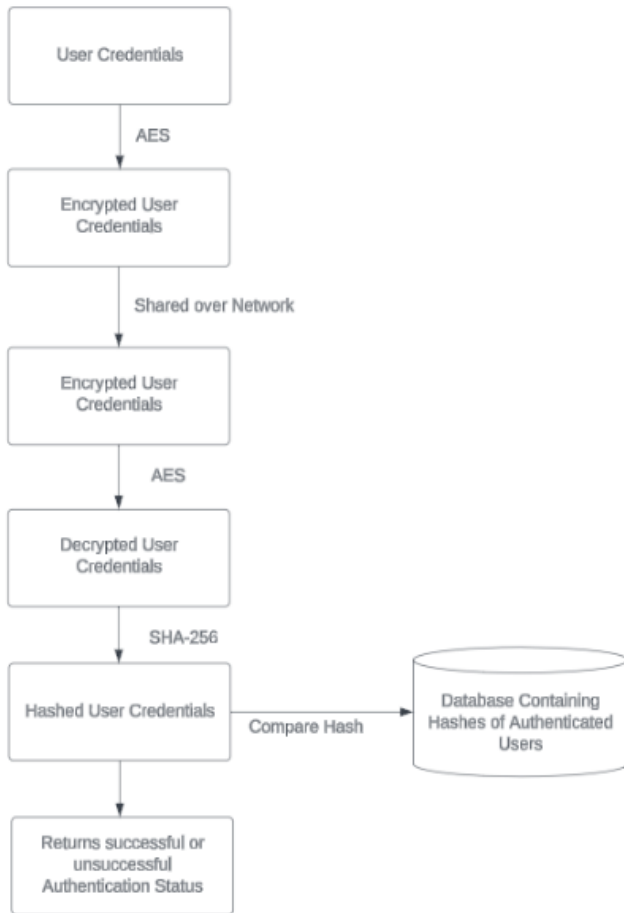 User Credentials
AES
Encrypted User
Credentials
Shared over Network
Encrypted User
Credentials
AES
Decrypted User
Credentials
SHA-256
Hashed User Credentials
Compare Hash
Database Containing
Hashes of Authenticated
Users
Returns successful or
unsuccessful
Authentication Status